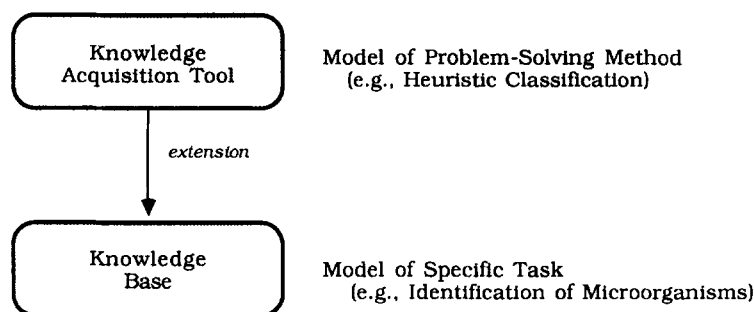 Knowledge
Acquisition Tool
Model of Problem-Solving Method
(e.g., Heuristic Classification)
extension
Knowledge
Base
Model of Specific Task
(e.g., Identification of Microorganisms)